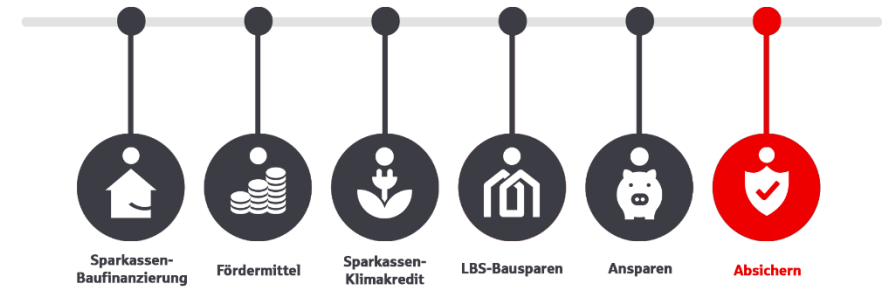 Sparkassen-
Baufinanzierung
Fördermittel
Sparkassen-
Klimakredit
LBS-Bausparen
Ansparen
Absichern